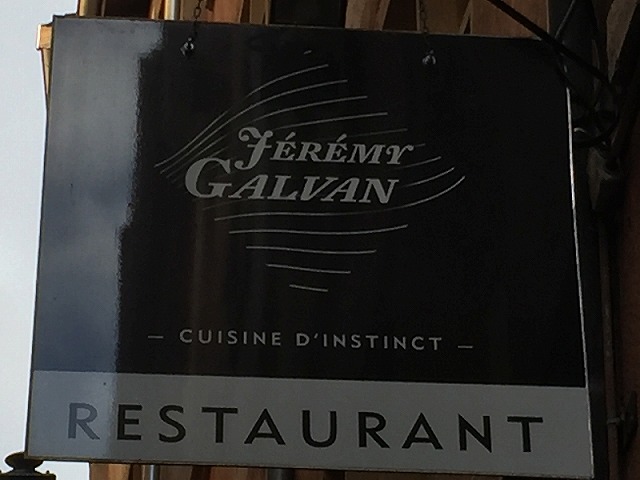 JÉRÉMY
GALVAN
– CUISINE D'INSTINCT –
RESTAURANT